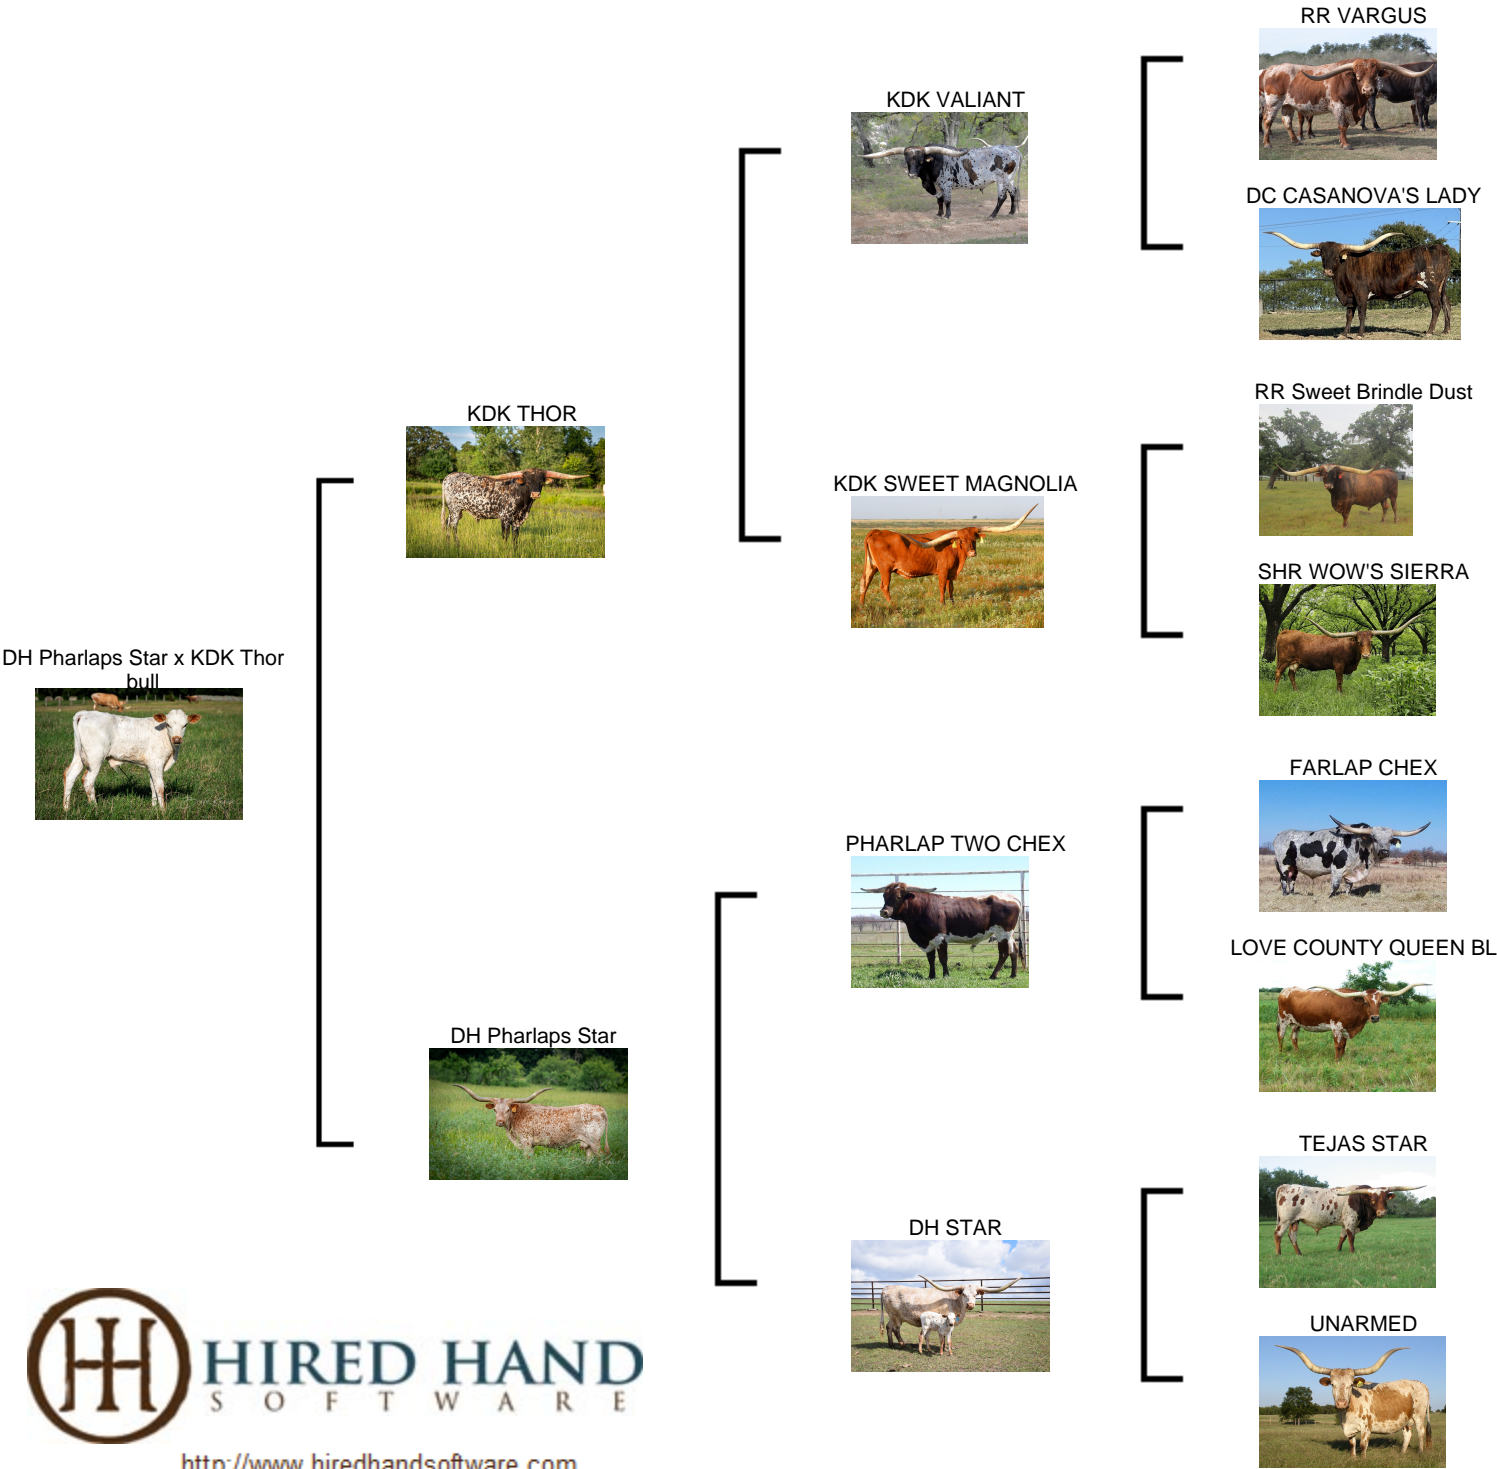 RR VARGUS
KDK VALIANT
DC CASANOVA'S LADY
RR Sweet Brindle Dust
KDK THOR
KDK SWEET MAGNOLIA
SHR WOW'S SIERRA
DH Pharlaps Star x KDK Thor
bull
FARLAP CHEX
PHARLAP TWO CHEX
LOVE COUNTY QUEEN BL
DH Pharlaps Star
TEJAS STAR
DH STAR
UNARMED
HIRED HAND
SOFTWARE
http://www.hiredhandsoftware.com